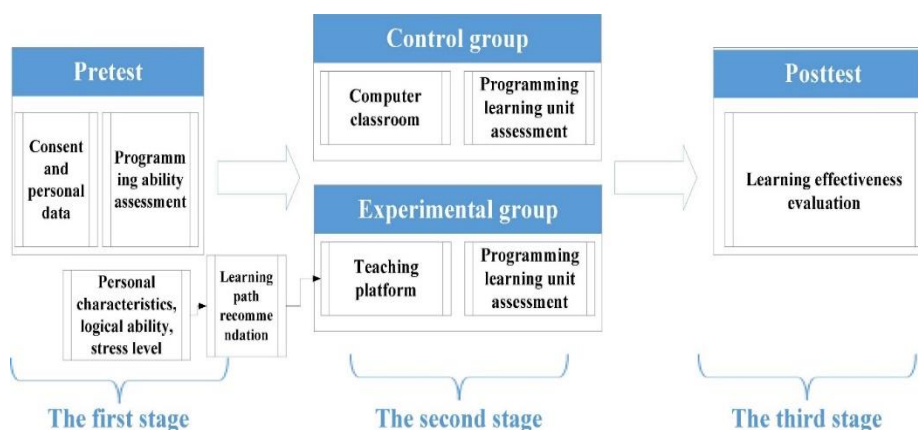 Pretest
Consent
and
personal
data
Programm
ing ability
assessment
Personal
characteristics,
logical ability,
stress level
Learning
path
recomme
ndation
The first stage
Control group
Computer
classroom
Programming
learning unit
assessment
Experimental group
Teaching
platform
Programming
learning unit
assessment
The second stage
Posttest
Learning effectiveness
evaluation
The third stage